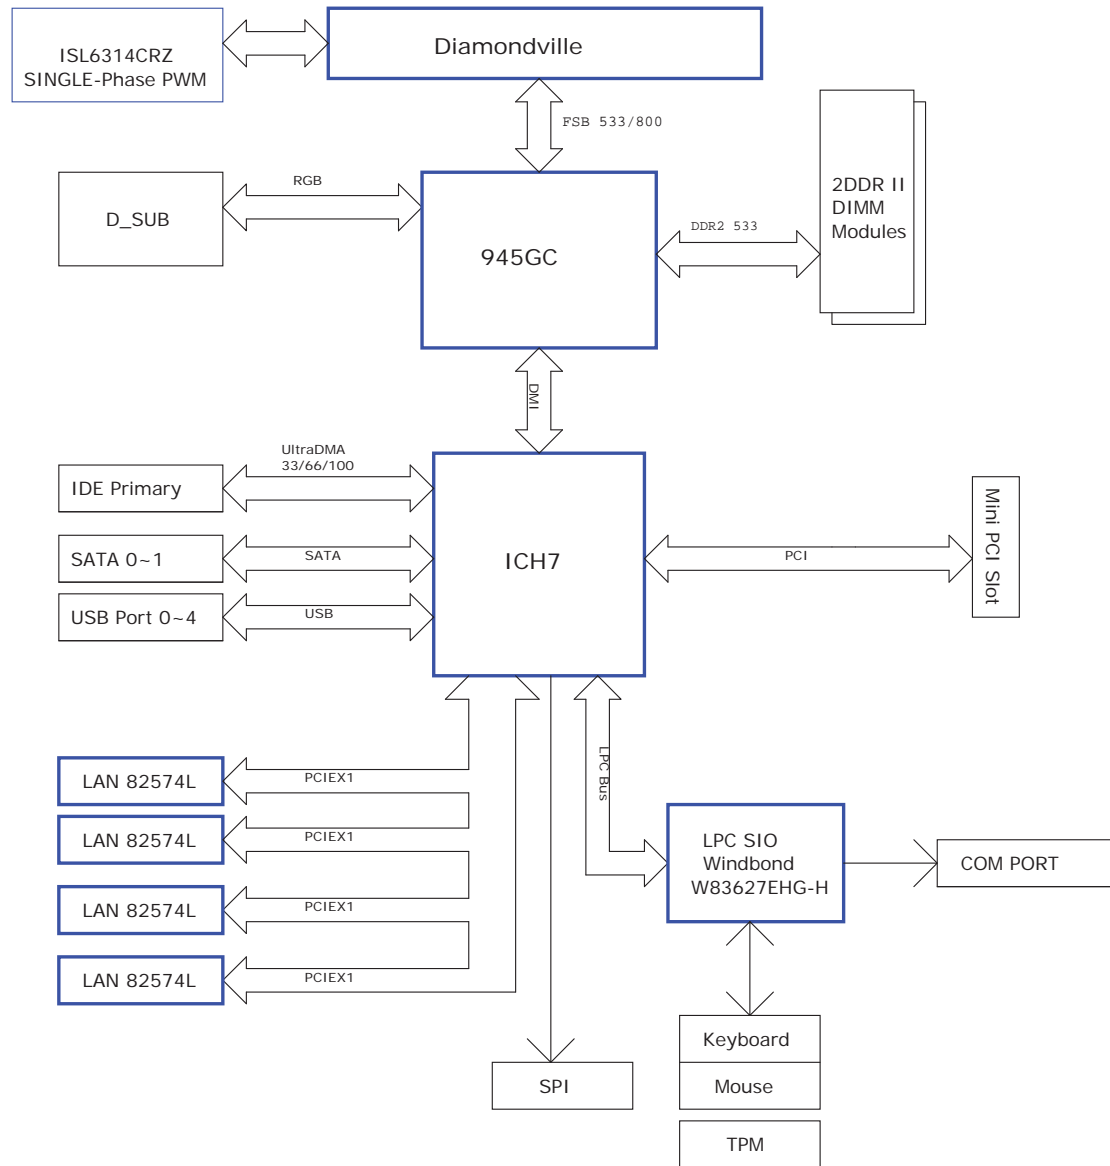 ISL6314CRZ
SINGLE-Phase PWM
Diamondville
FSB 533/800
D_SUB
RGB
945GC
DDR2 533
2DDR II
DIMM
Modules
DMI
IDE Primary
UltraDMA
33/66/100
SATA 0~1
SATA
USB Port 0~4
USB
ICH7
PCI
Mini PCI Slot
LAN 82574L
PCIEX1
LAN 82574L
PCIEX1
LAN 82574L
PCIEX1
LAN 82574L
PCIEX1
LPC Bus
LPC SIO
Windbond
W83627EHG-H
COM PORT
SPI
Keyboard
Mouse
TPM